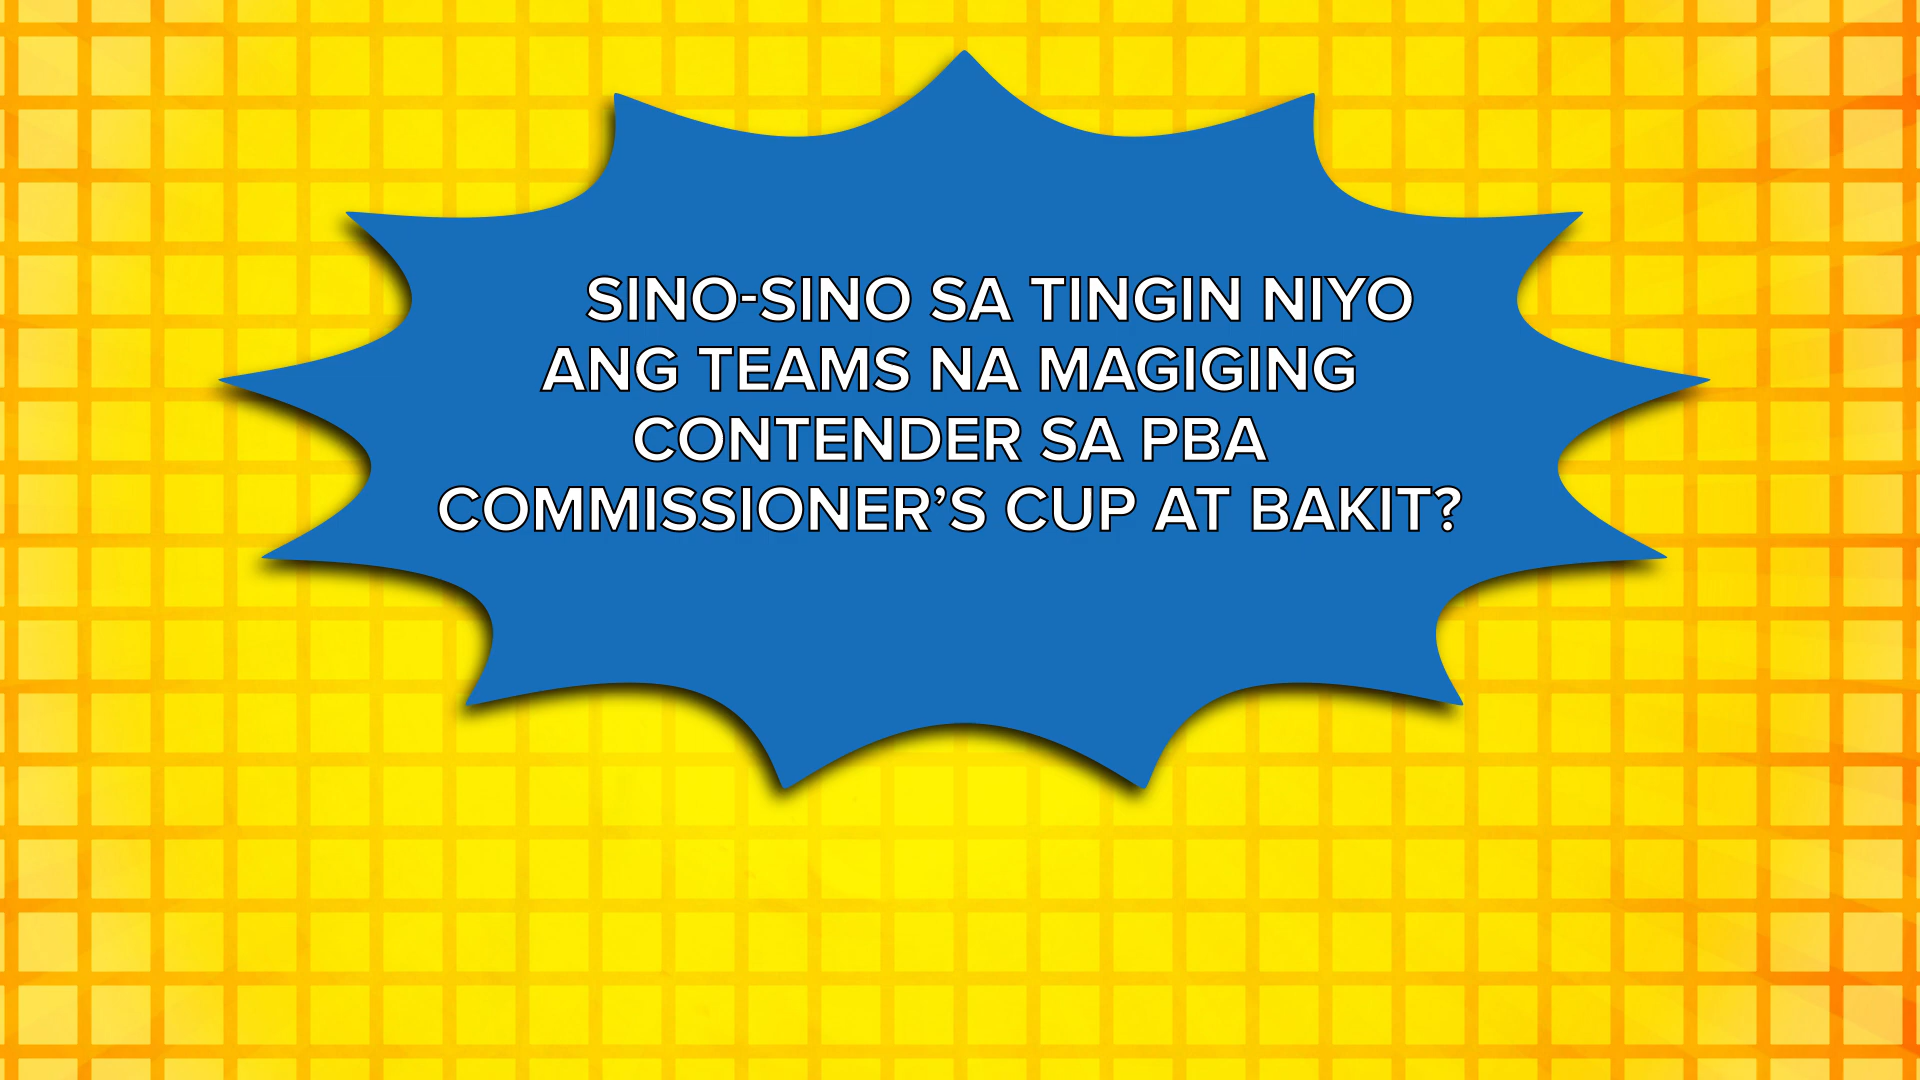 SINO-SINO SA TINGIN NIYO
ANG TEAMS NA MAGIGING
CONTENDER SA PBA
COMMISSIONER’S CUP AT BAKIT?